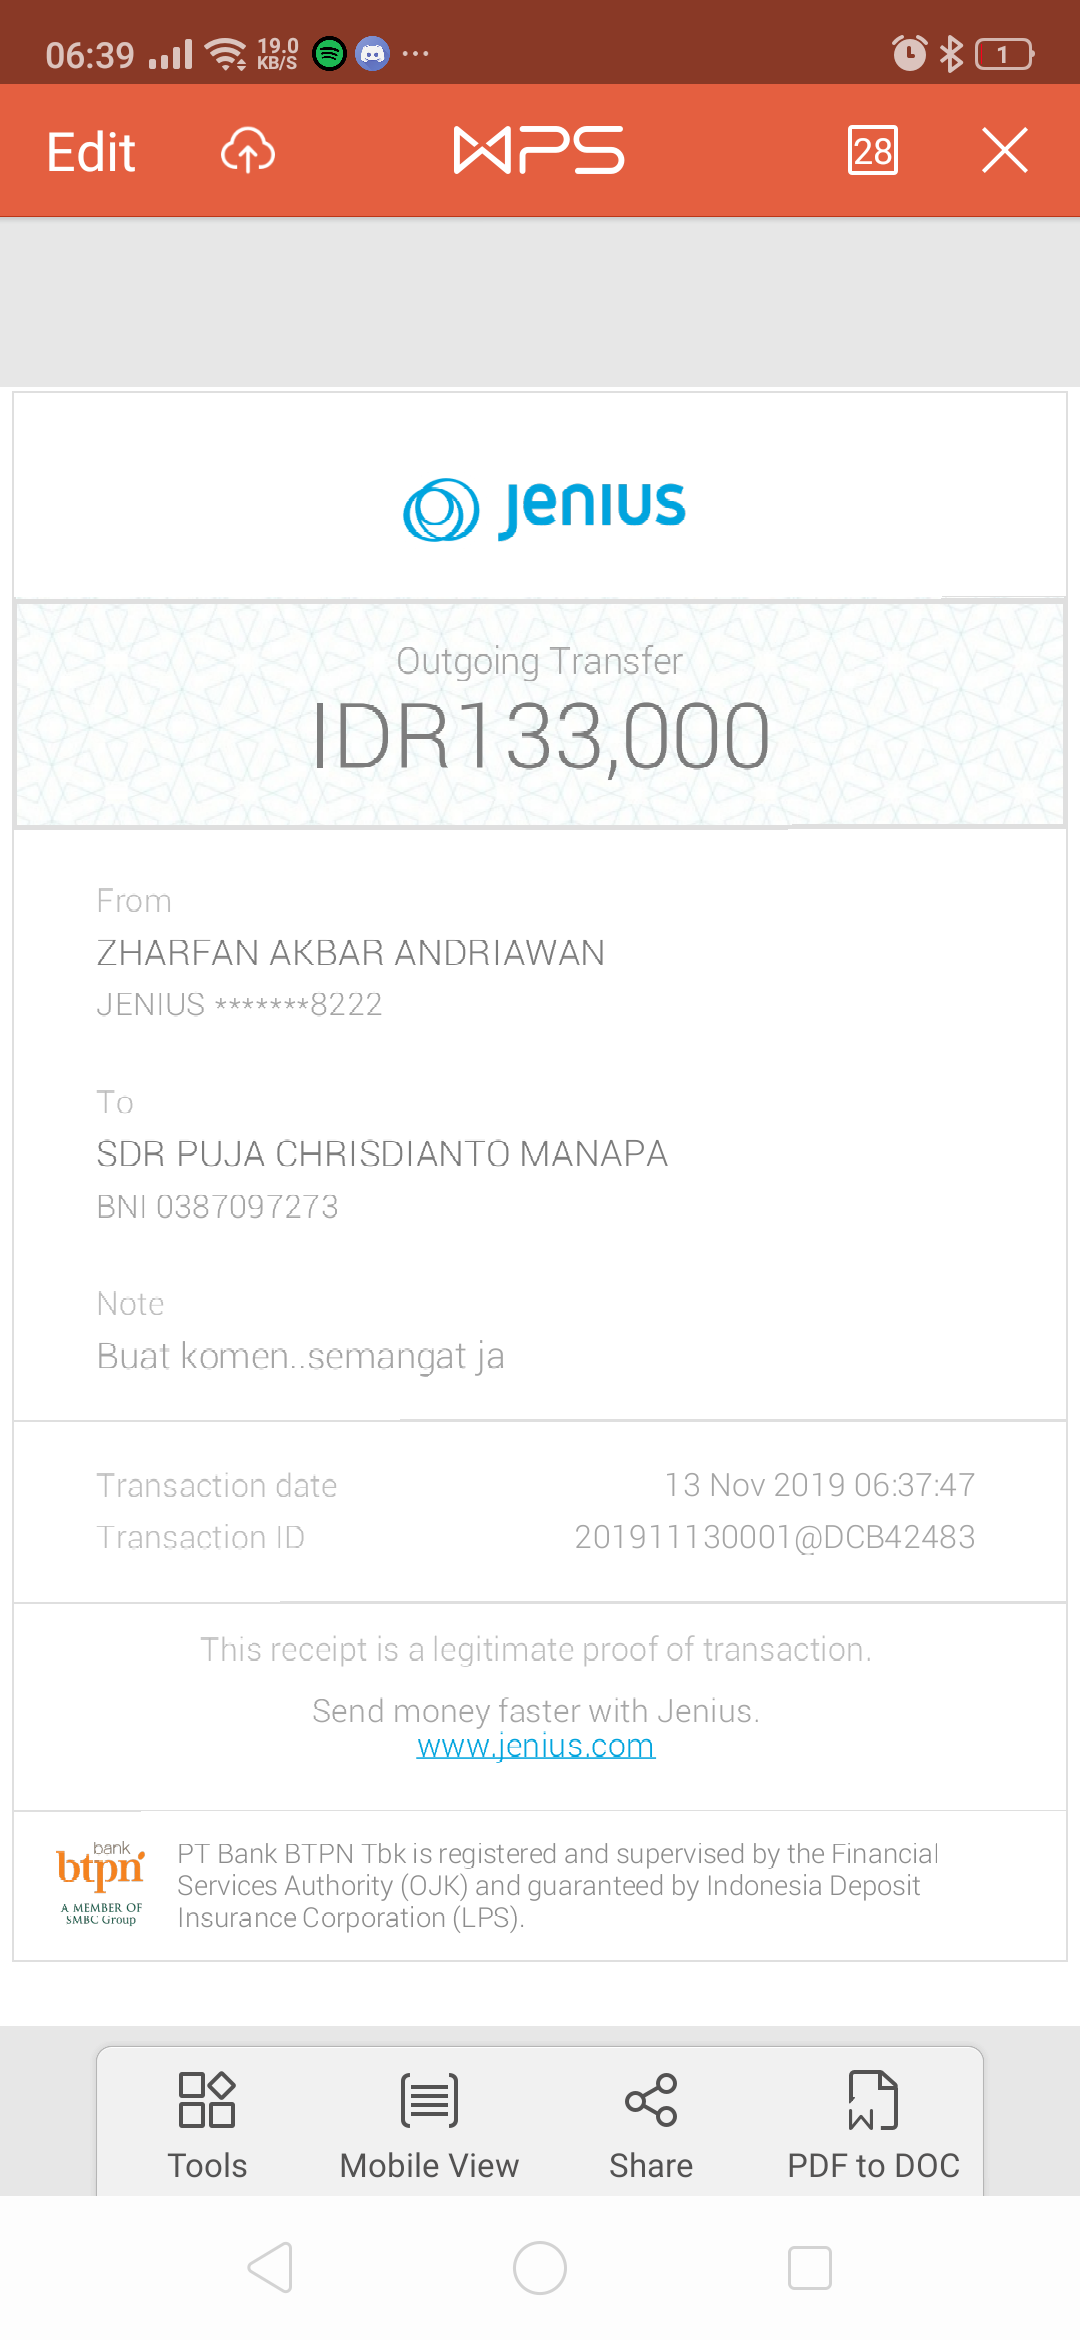 06:39 19.0 KB/S ... 1
Edit WPS 28
jenius
Outgoing Transfer
IDR133,000
From
ZHARFAN AKBAR ANDRIAWAN
JENIUS *******8222
To
SDR PUJA CHRISDIANTO MANAPA
BNI 0387097273
Note
Buat komen..semangat ja
Transaction date 13 Nov 2019 06:37:47
Transaction ID 201911130001@DCB42483
This receipt is a legitimate proof of transaction.
Send money faster with Jenius.
www.jenius.com
bank
btpn
A MEMBER OF
SMBC Group
PT Bank BTPN Tbk is registered and supervised by the Financial
Services Authority (OJK) and guaranteed by Indonesia Deposit
Insurance Corporation (LPS).
Tools Mobile View Share PDF to DOC